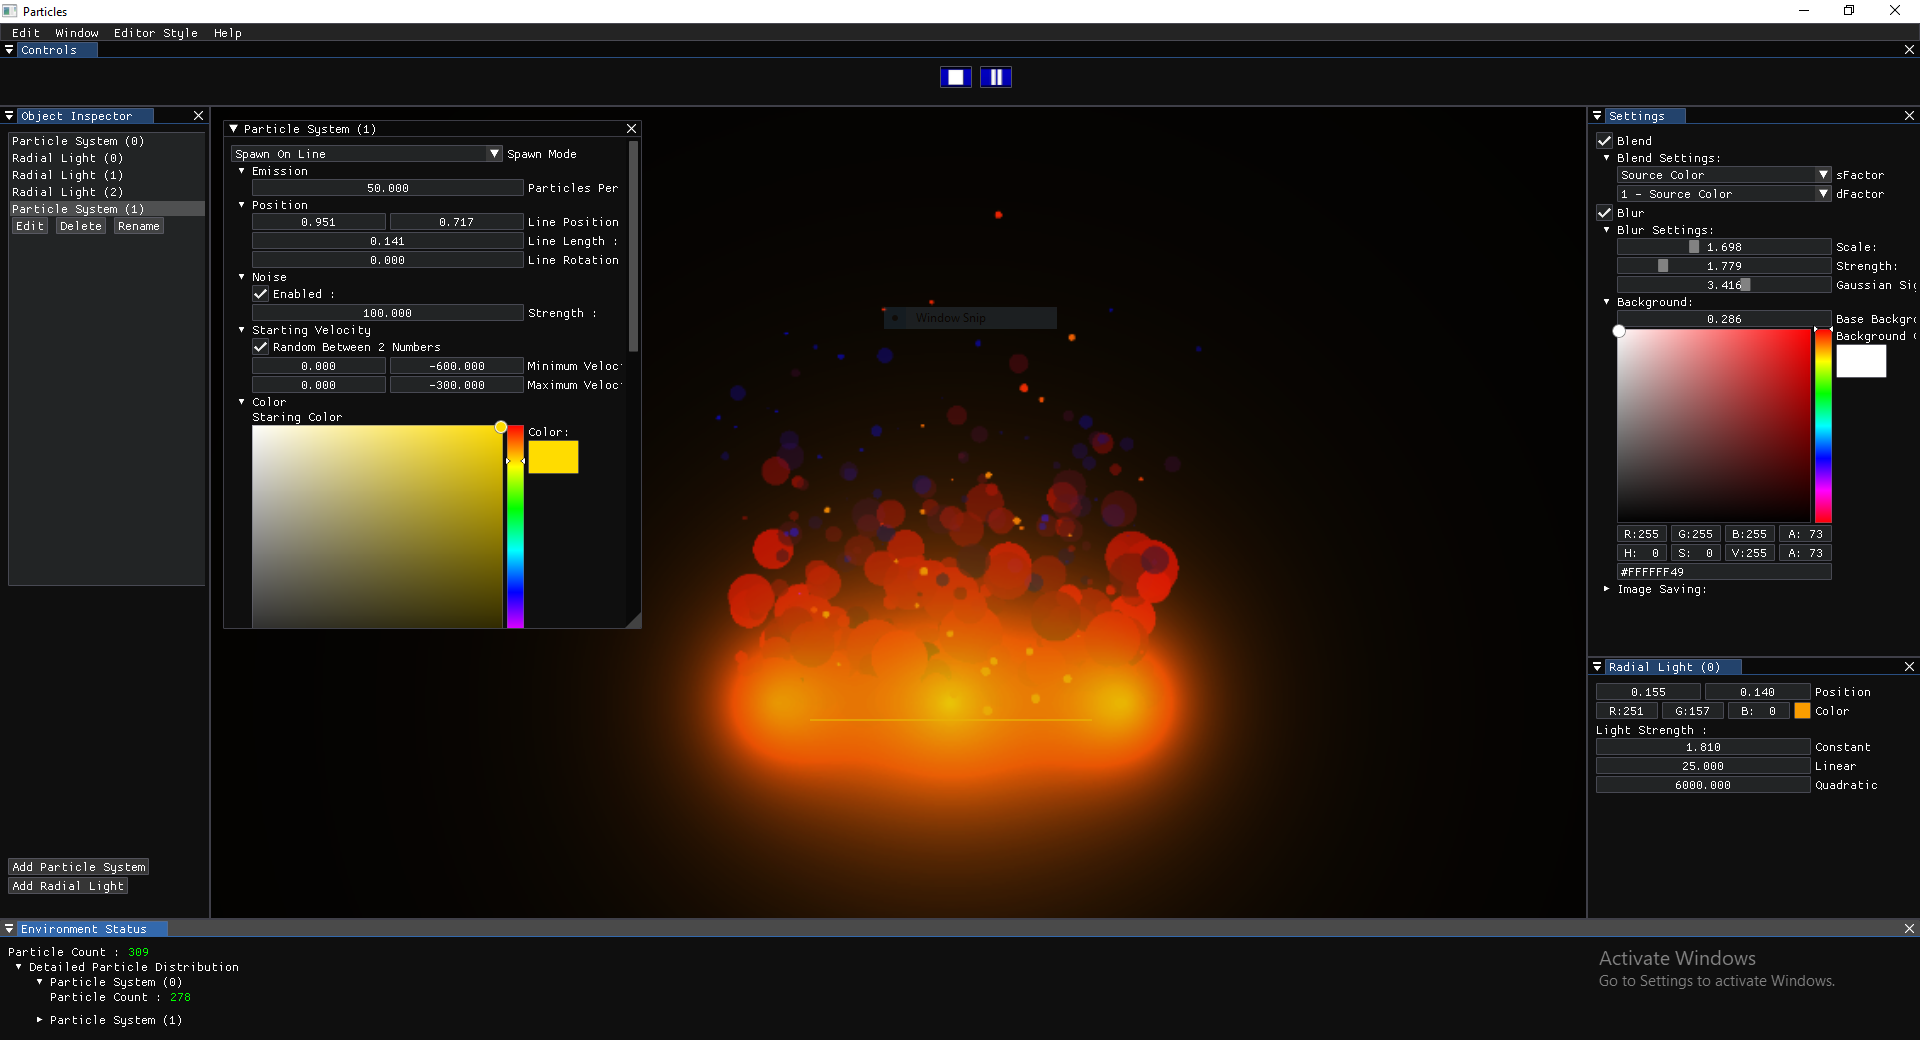 Particles
Edit Window Editor Style Help
Controls
Object Inspector
Particle System (0)
Radial Light (0)
Radial Light (1)
Radial Light (2)
Particle System (1)
Edit Delete Rename
Add Particle System
Add Radial Light
Particle System (1)
Spawn On Line Spawn Mode
Emission
50.000 Particles Per
Position
0.951 0.717 Line Position
0.141 Line Length :
0.000 Line Rotation
Noise
Enabled :
100.000 Strength :
Starting Velocity
Random Between 2 Numbers
0.000 -600.000 Minimum Veloc
0.000 -300.000 Maximum Veloc
Color
Staring Color
Color:
Window Snip
Settings
Blend
Blend Settings:
Source Color sFactor
1 - Source Color dFactor
Blur
Blur Settings:
1.698 Scale:
1.779 Strength:
3.416 Gaussian Si
Background:
0.286 Base Backgr
Background
R:255 G:255 B:255 A: 73
H: 0 S: 0 V:255 A: 73
#FFFFFF49
Image Saving:
Radial Light (0)
0.155 0.140 Position
R:251 G:157 B: 0 Color
Light Strength :
1.810 Constant
25.000 Linear
6000.000 Quadratic
Environment Status
Particle Count : 309
Detailed Particle Distribution
Particle System (0)
Particle Count : 278
Particle System (1)
Activate Windows
Go to Settings to activate Windows.